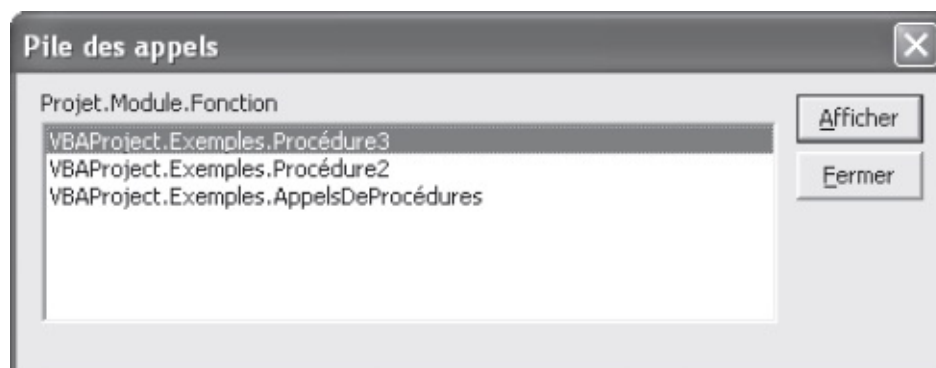 Pile des appels
Projet.Module.Fonction
VBAProject.Exemples.Procédure3
VBAProject.Exemples.Procédure2
VBAProject.Exemples.AppelsDeProcédures
Afficher
Fermer